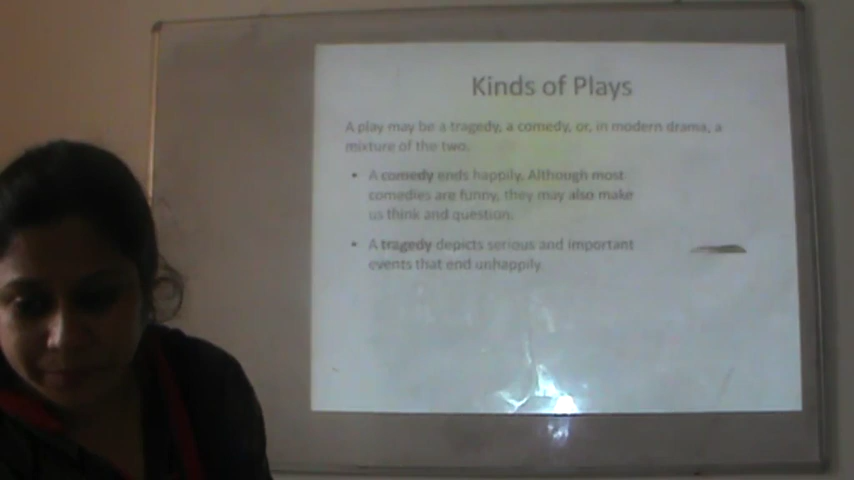 Kinds of Plays
A play may be a tragedy, a comedy, or, in modern drama, a
mixture of the two.
• A comedy ends happily. Although most
comedies are funny, they may also make
us think and question.
• A tragedy depicts serious and important
events that end unhappily.